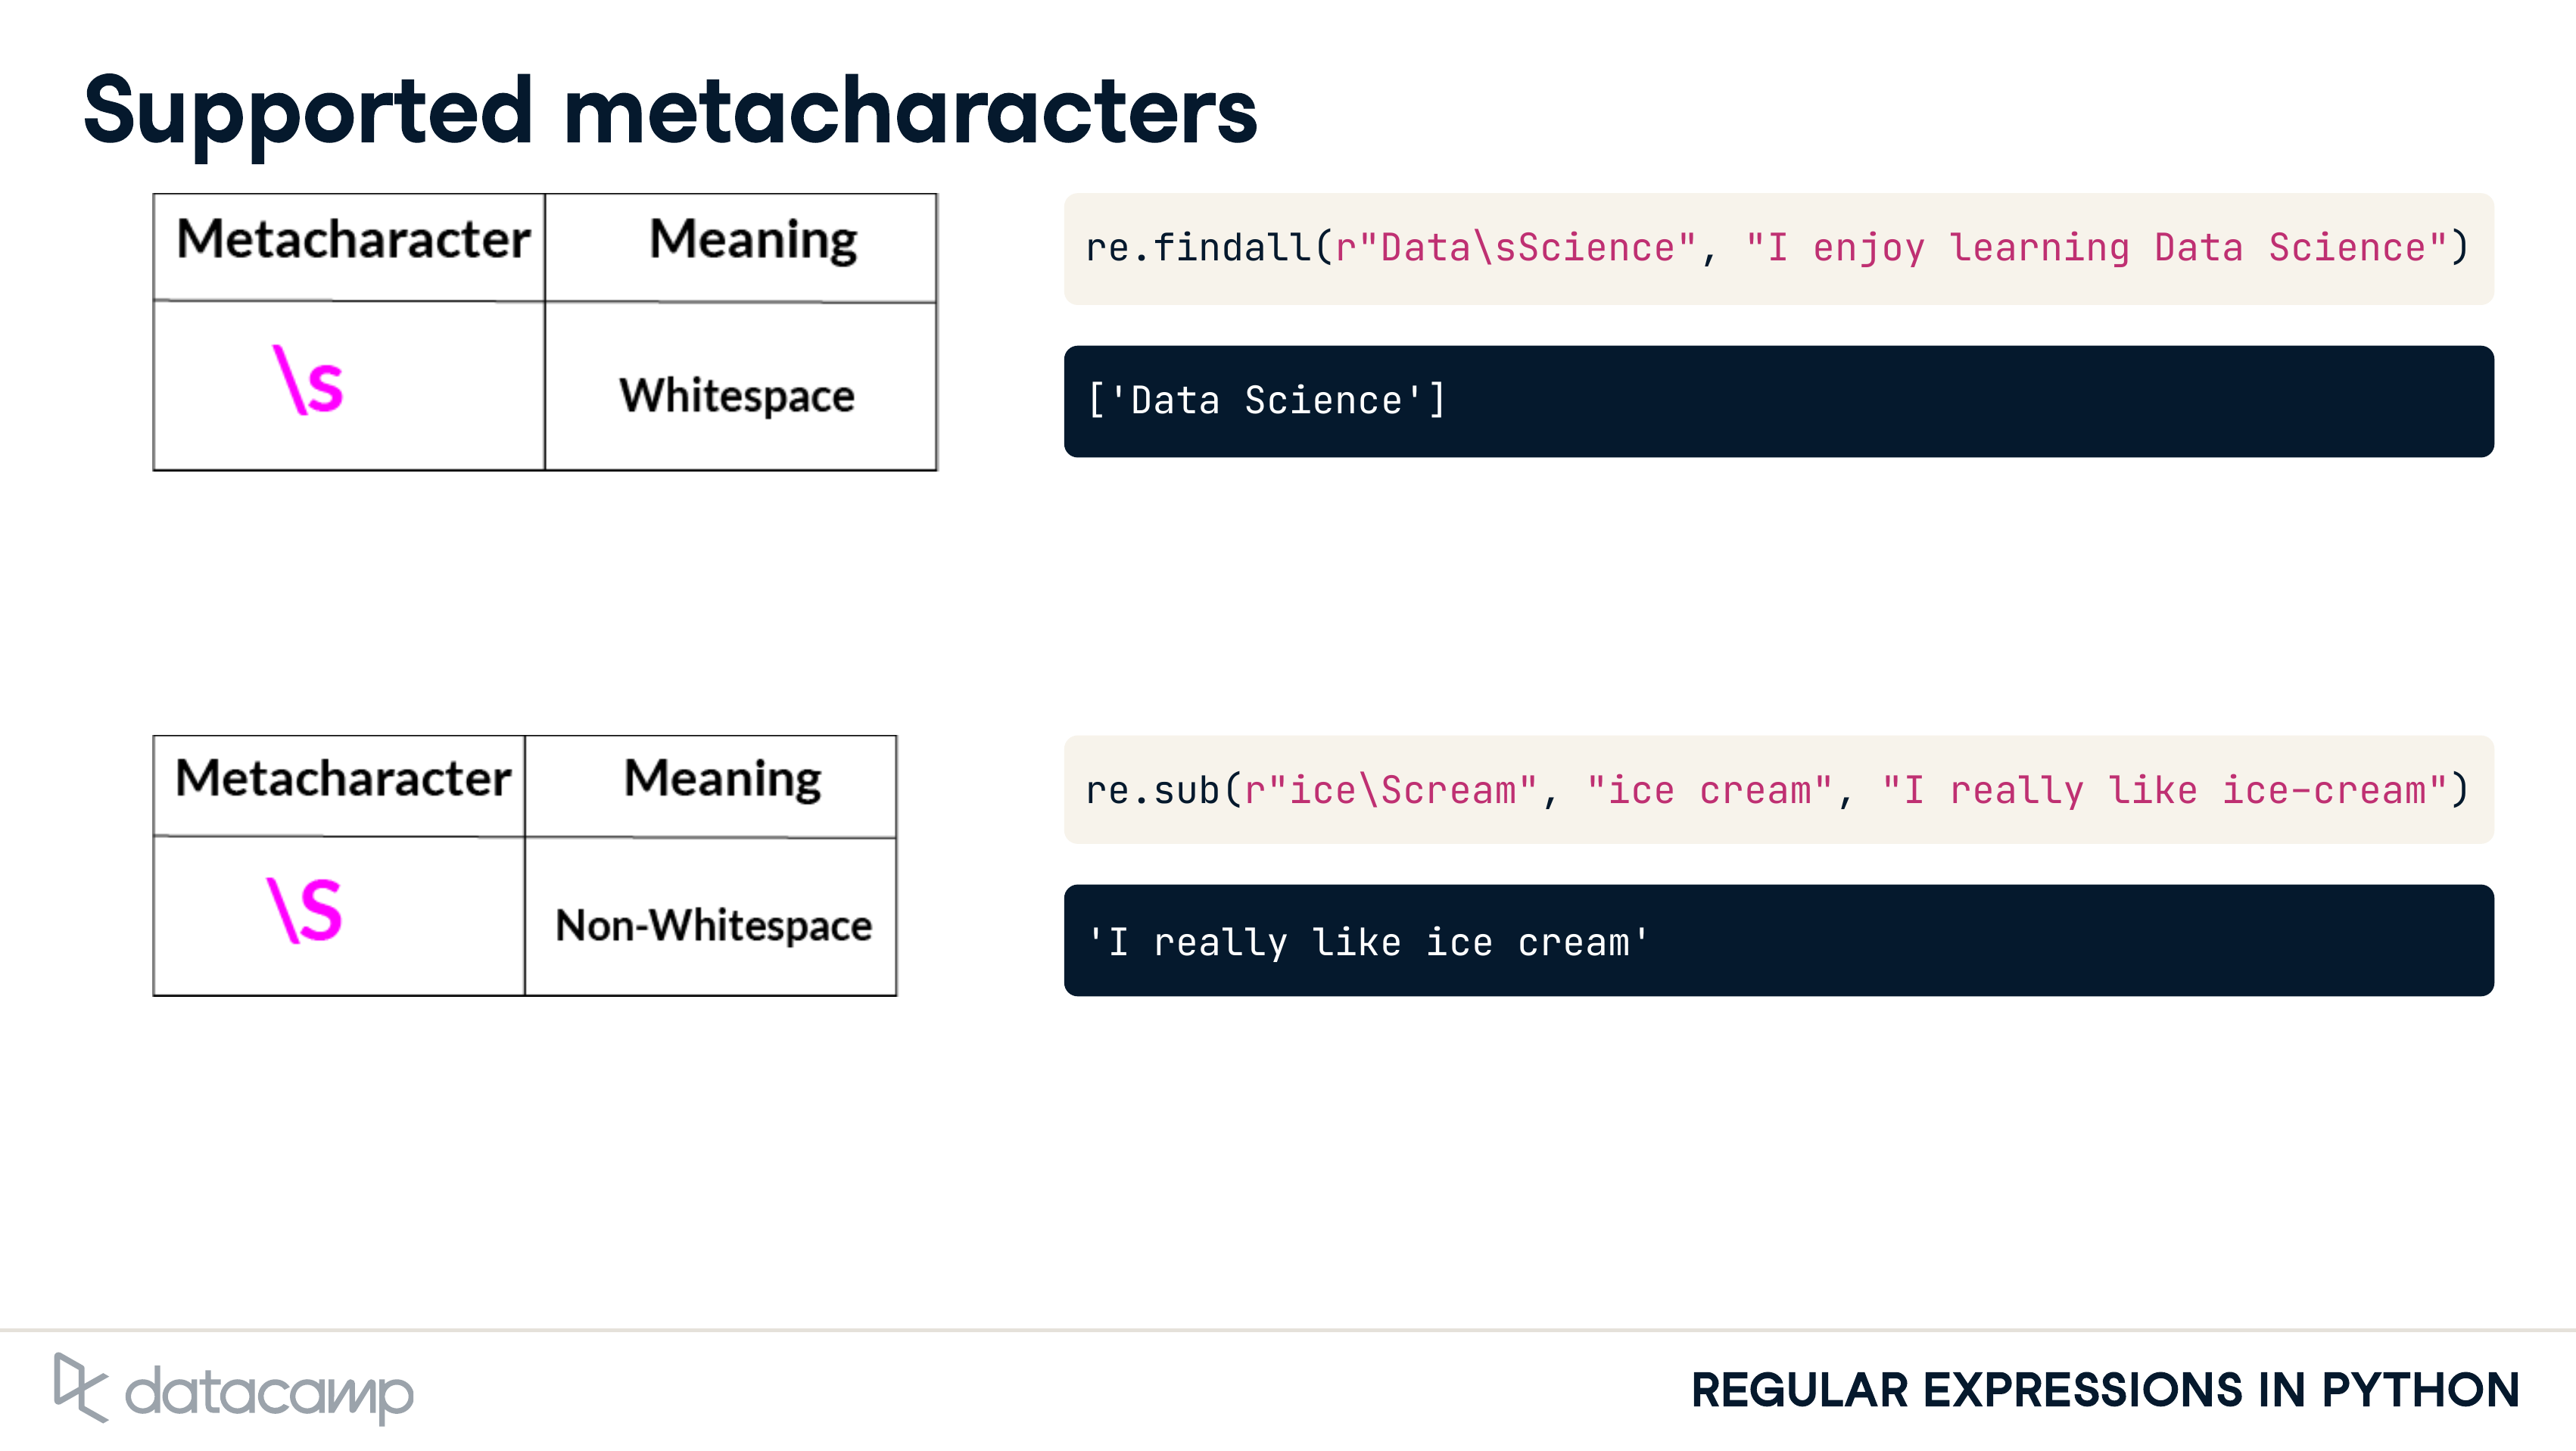 Supported metacharacters
Metacharacter Meaning
\s Whitespace
re.findall(r"Data\sScience", "I enjoy learning Data Science")
['Data Science']
Metacharacter Meaning
\S Non-Whitespace
re.sub(r"ice\Scream", "ice cream", "I really like ice-cream")
'I really like ice cream'
datacamp
REGULAR EXPRESSIONS IN PYTHON